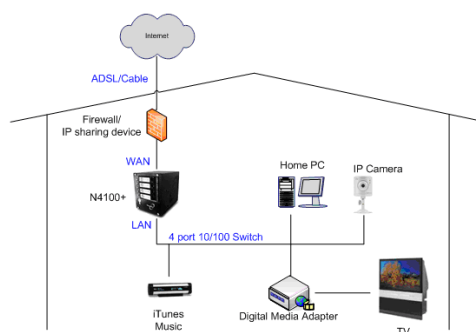 Internet
ADSL/Cable
Firewall/
IP sharing device
WAN
Home PC
IP Camera
N4100+
LAN
4 port 10/100 Switch
iTunes
Music
Digital Media Adapter
TV